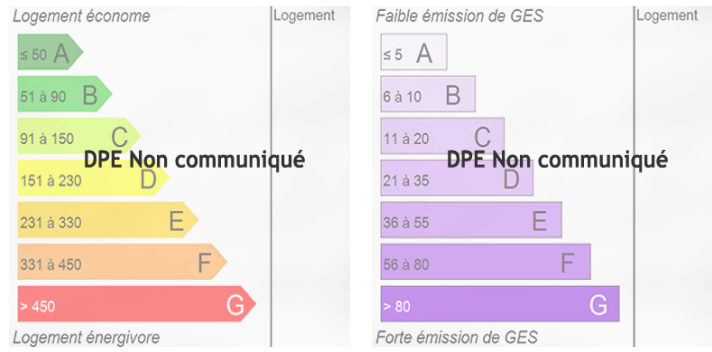 Logement économe
Logement
≤ 50 A
51 à 90 B
91 à 150 C
DPE Non communiqué
151 à 230 D
231 à 330 E
331 à 450 F
> 450 G
Logement énergivore
Faible émission de GES
Logement
≤ 5 A
6 à 10 B
11 à 20 C
DPE Non communiqué
21 à 35 D
36 à 55 E
56 à 80 F
> 80 G
Forte émission de GES